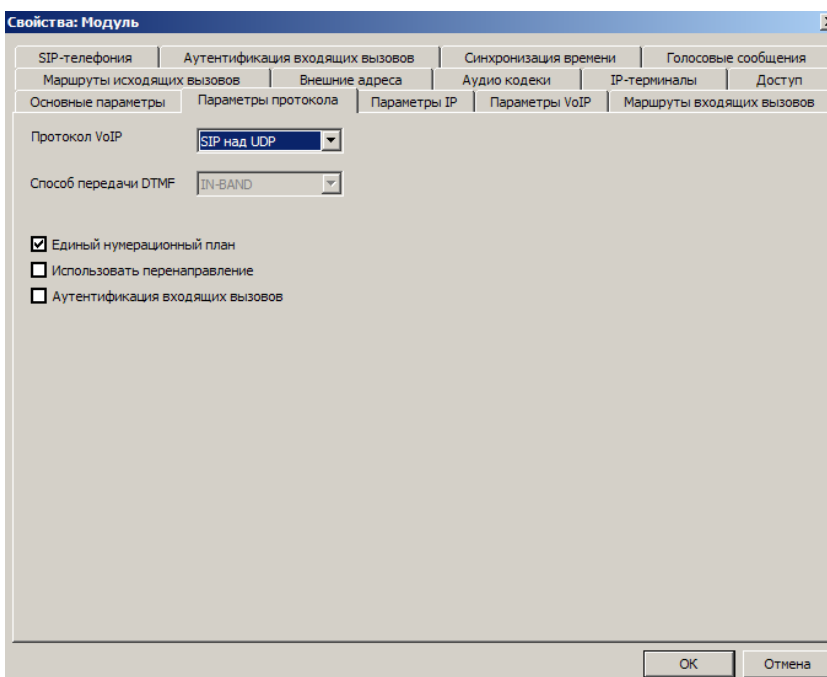 Свойства: Модуль
SIP-телефония Аутентификация входящих вызовов Синхронизация времени Голосовые сообщения
Маршруты исходящих вызовов Внешние адреса Аудио кодеки IP-терминалы Доступ
Основные параметры Параметры протокола Параметры IP Параметры VoIP Маршруты входящих вызовов
Протокол VoIP SIP над UDP
Способ передачи DTMF IN-BAND
Единый нумерационный план
Использовать перенаправление
Аутентификация входящих вызовов
OK Отмена